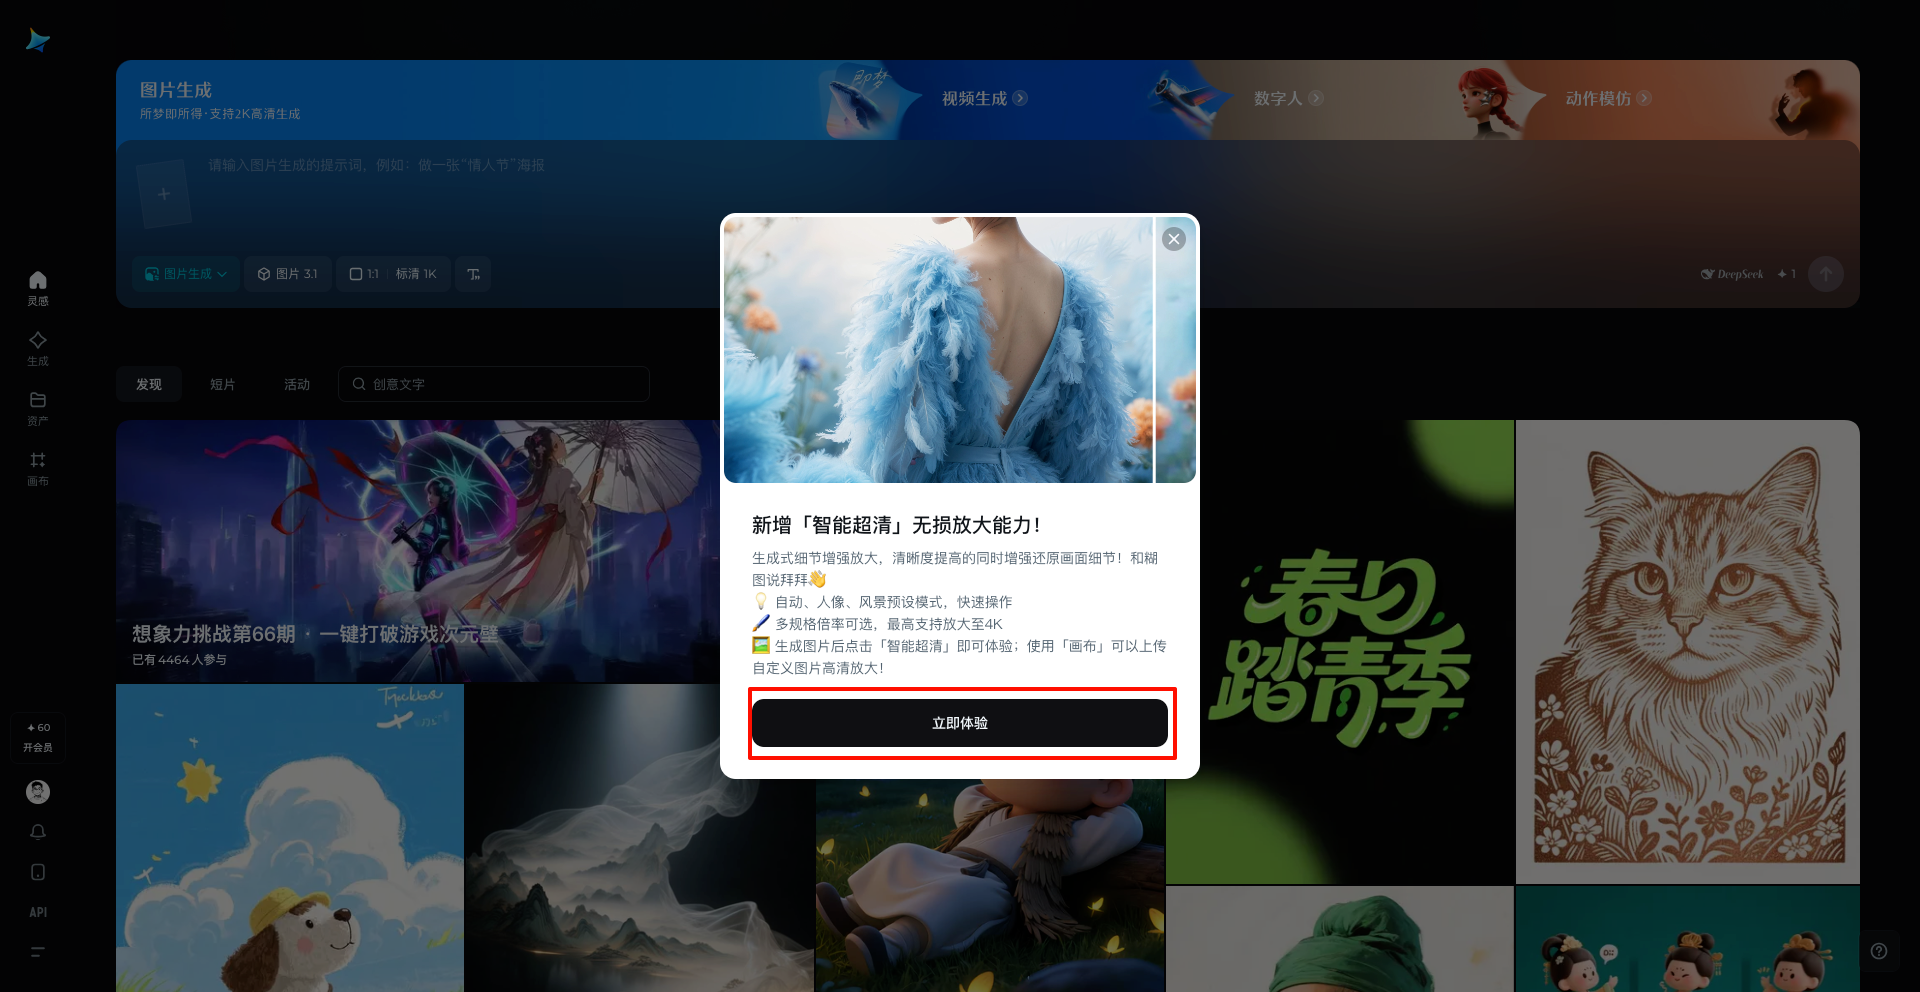 图片生成
所梦即所得·支持2K高清生成
即梦
视频生成
数字人
动作模仿
请输入图片生成的提示词，例如：做一张“情人节”海报
图片生成
图片 3.1
1:1
标清 1K
DeepSeek
1
灵感
生成
资产
画布
发现
短片
活动
创意文字
想象力挑战第66期 · 一键打破游戏次元壁
已有 4464 人参与
新增「智能超清」无损放大能力！
生成式细节增强放大，清晰度提高的同时增强还原画面细节！和糊
图说拜拜👋
💡 自动、人像、风景预设模式，快速操作
🖌️ 多规格倍率可选，最高支持放大至4K
🖼️ 生成图片后点击「智能超清」即可体验；使用「画布」可以上传
自定义图片高清放大！
立即体验
春日
踏青季
60
开会员
API